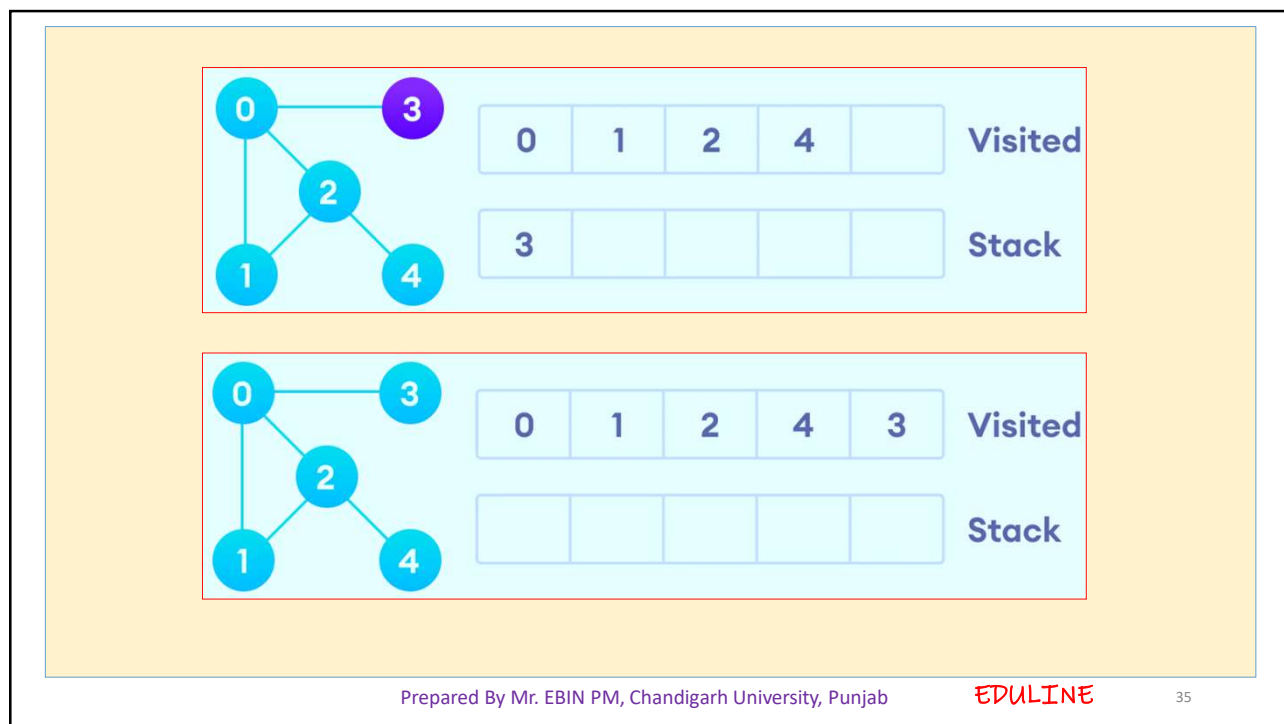 0 3
0 1 2 4 Visited
2
3 Stack
1 4
0 3
0 1 2 4 3 Visited
2
Stack
1 4
Prepared By Mr. EBIN PM, Chandigarh University, Punjab EDULINE 35